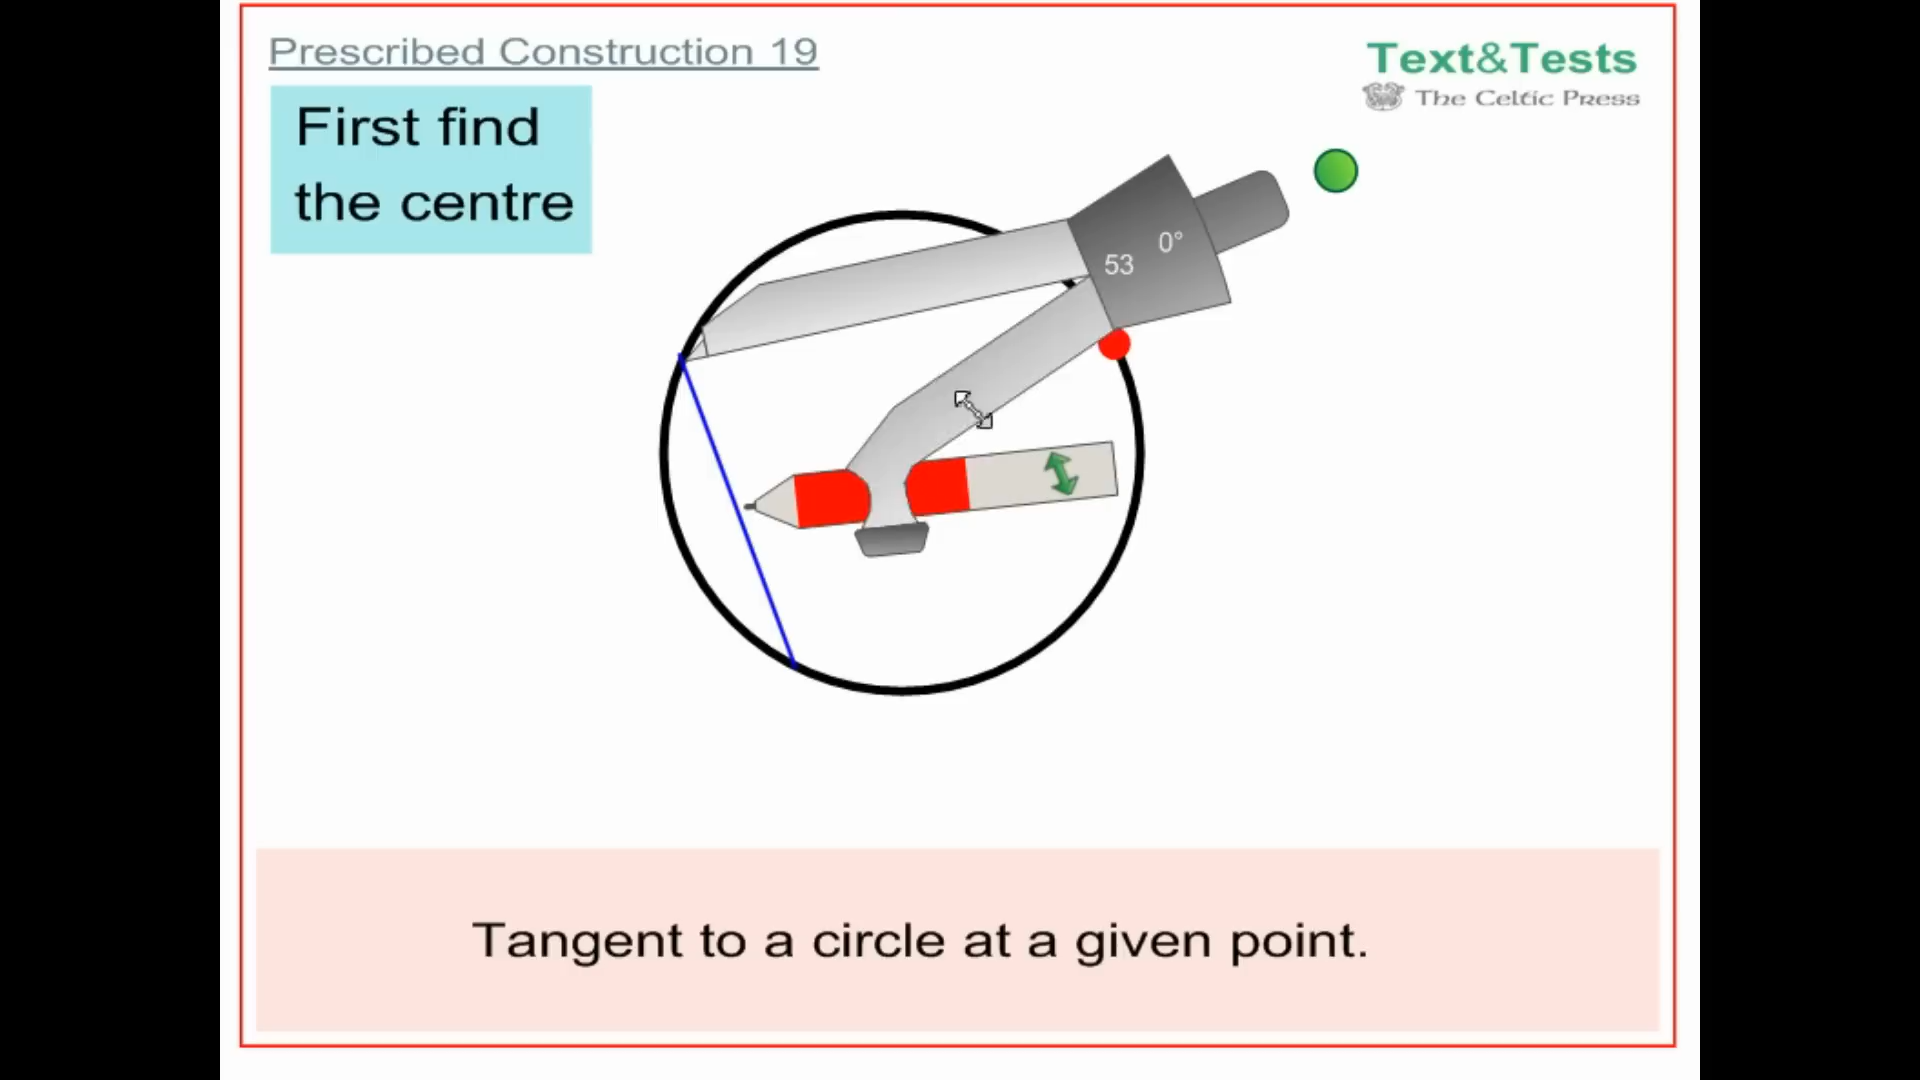 Prescribed Construction 19
Text&Tests
The Celtic Press
First find
the centre
0°
53
Tangent to a circle at a given point.